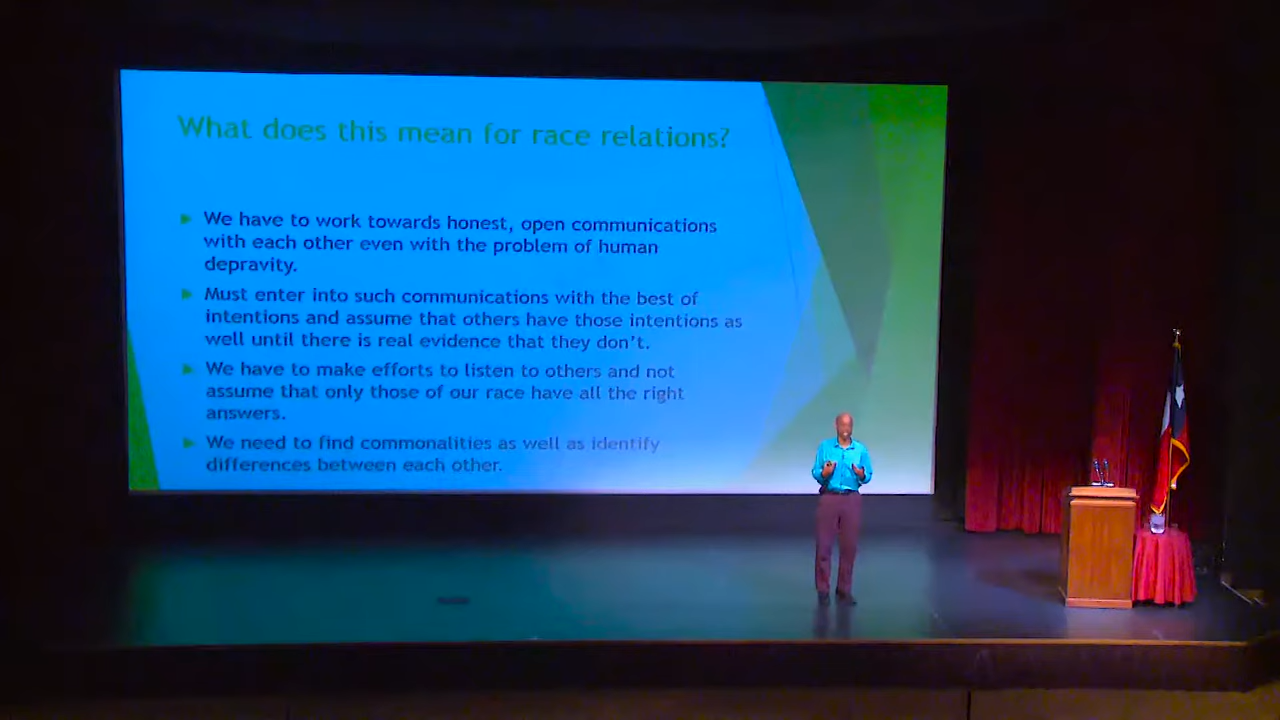 What does this mean for race relations?
We have to work towards honest, open communications
with each other even with the problem of human
depravity.
Must enter into such communications with the best of
intentions and assume that others have those intentions as
well until there is real evidence that they don't.
We have to make efforts to listen to others and not
assume that only those of our race have all the right
answers.
We need to find commonalities as well as identify
differences between each other.